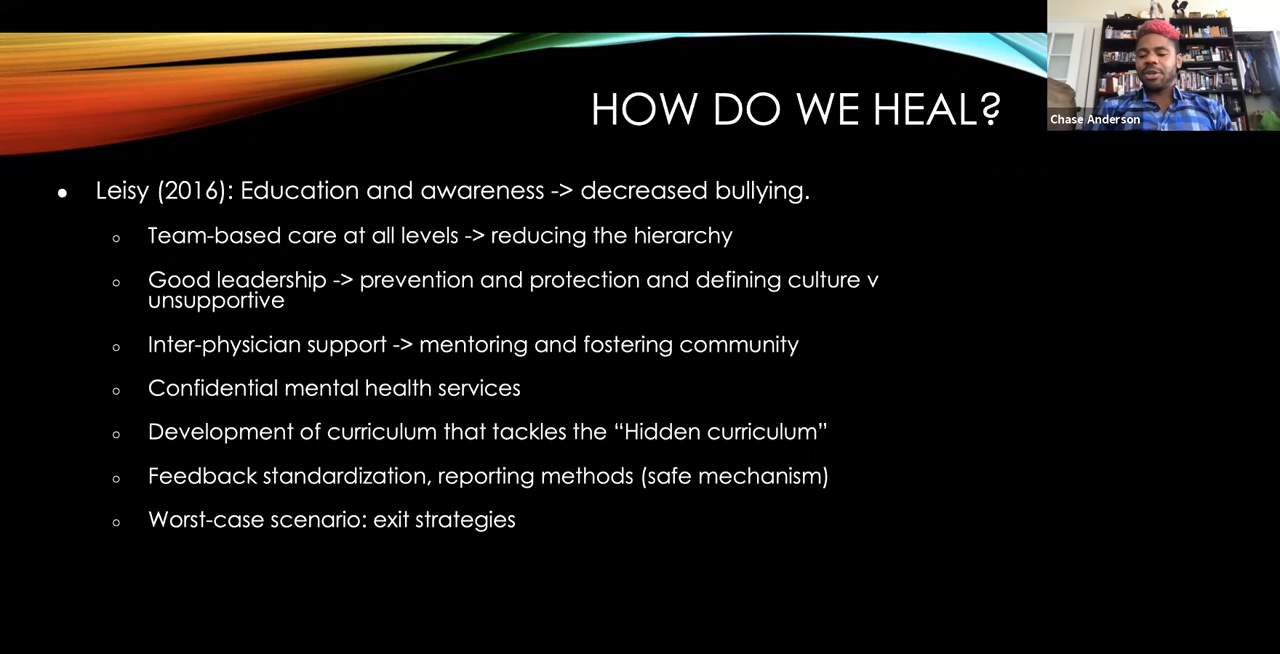 HOW DO WE HEAL?
Chase Anderson
Leisy (2016): Education and awareness -> decreased bullying.
Team-based care at all levels -> reducing the hierarchy
Good leadership -> prevention and protection and defining culture v
unsupportive
Inter-physician support -> mentoring and fostering community
Confidential mental health services
Development of curriculum that tackles the “Hidden curriculum”
Feedback standardization, reporting methods (safe mechanism)
Worst-case scenario: exit strategies